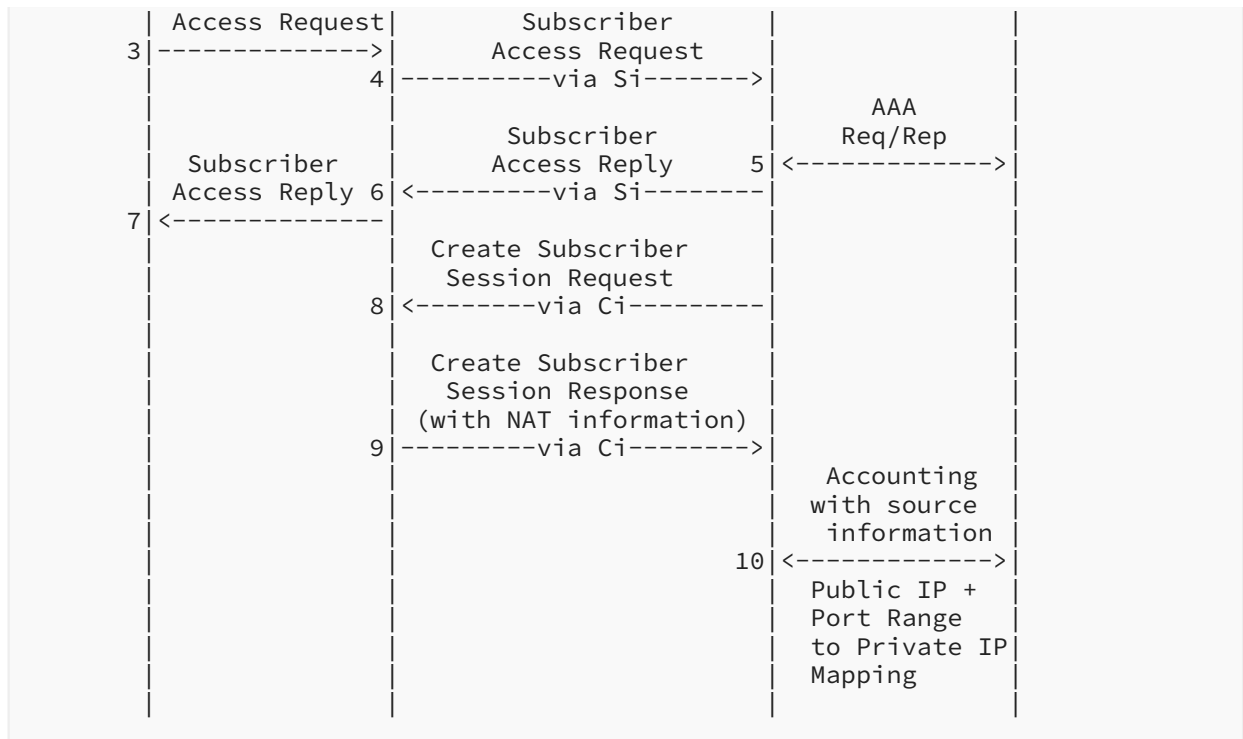 | Access Request|        Subscriber       |               |
3|-------------->|      Access Request     |               |
4|----------via Si------->|               |
|               |                        |      AAA      |
|               |       Subscriber       |    Req/Rep    |
|  Subscriber   |      Access Reply     5|<------------->|
| Access Reply 6|<---------via Si--------|               |
7|<--------------|                        |               |
|               |  Create Subscriber     |               |
|               |   Session Request      |               |
8|<--------via Ci---------|               |
|               |  Create Subscriber     |               |
|               |   Session Response     |               |
|               | (with NAT information) |               |
9|---------via Ci-------->|               |
|               |                        |   Accounting  |
|               |                        |  with source  |
|               |                        |   information |
10|<------------->|
|               |                        |  Public IP +  |
|               |                        |  Port Range   |
|               |                        |  to Private IP|
|               |                        |  Mapping      |